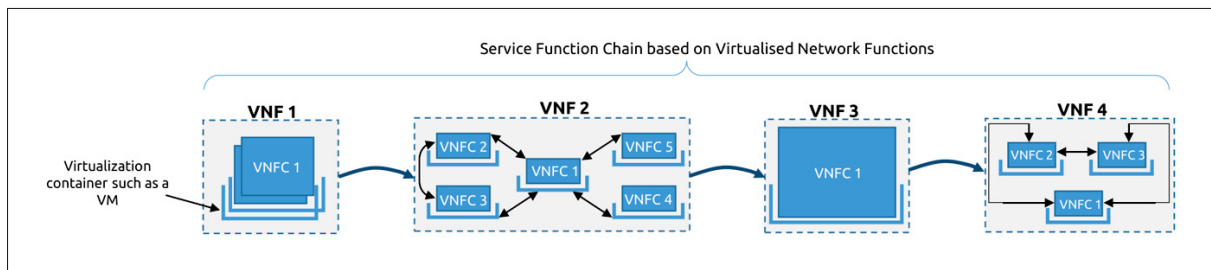 Service Function Chain based on Virtualised Network Functions
VNF 1
VNF 2
VNF 3
VNF 4
Virtualization
container such as a
VM
VNFC 1
VNFC 2
VNFC 5
VNFC 1
VNFC 3
VNFC 4
VNFC 1
VNFC 2
VNFC 3
VNFC 1